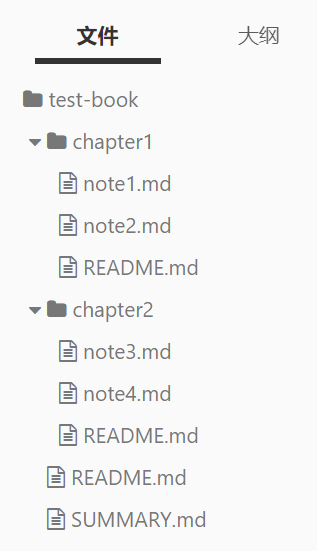 文件 大纲
test-book
chapter1
note1.md
note2.md
README.md
chapter2
note3.md
note4.md
README.md
README.md
SUMMARY.md